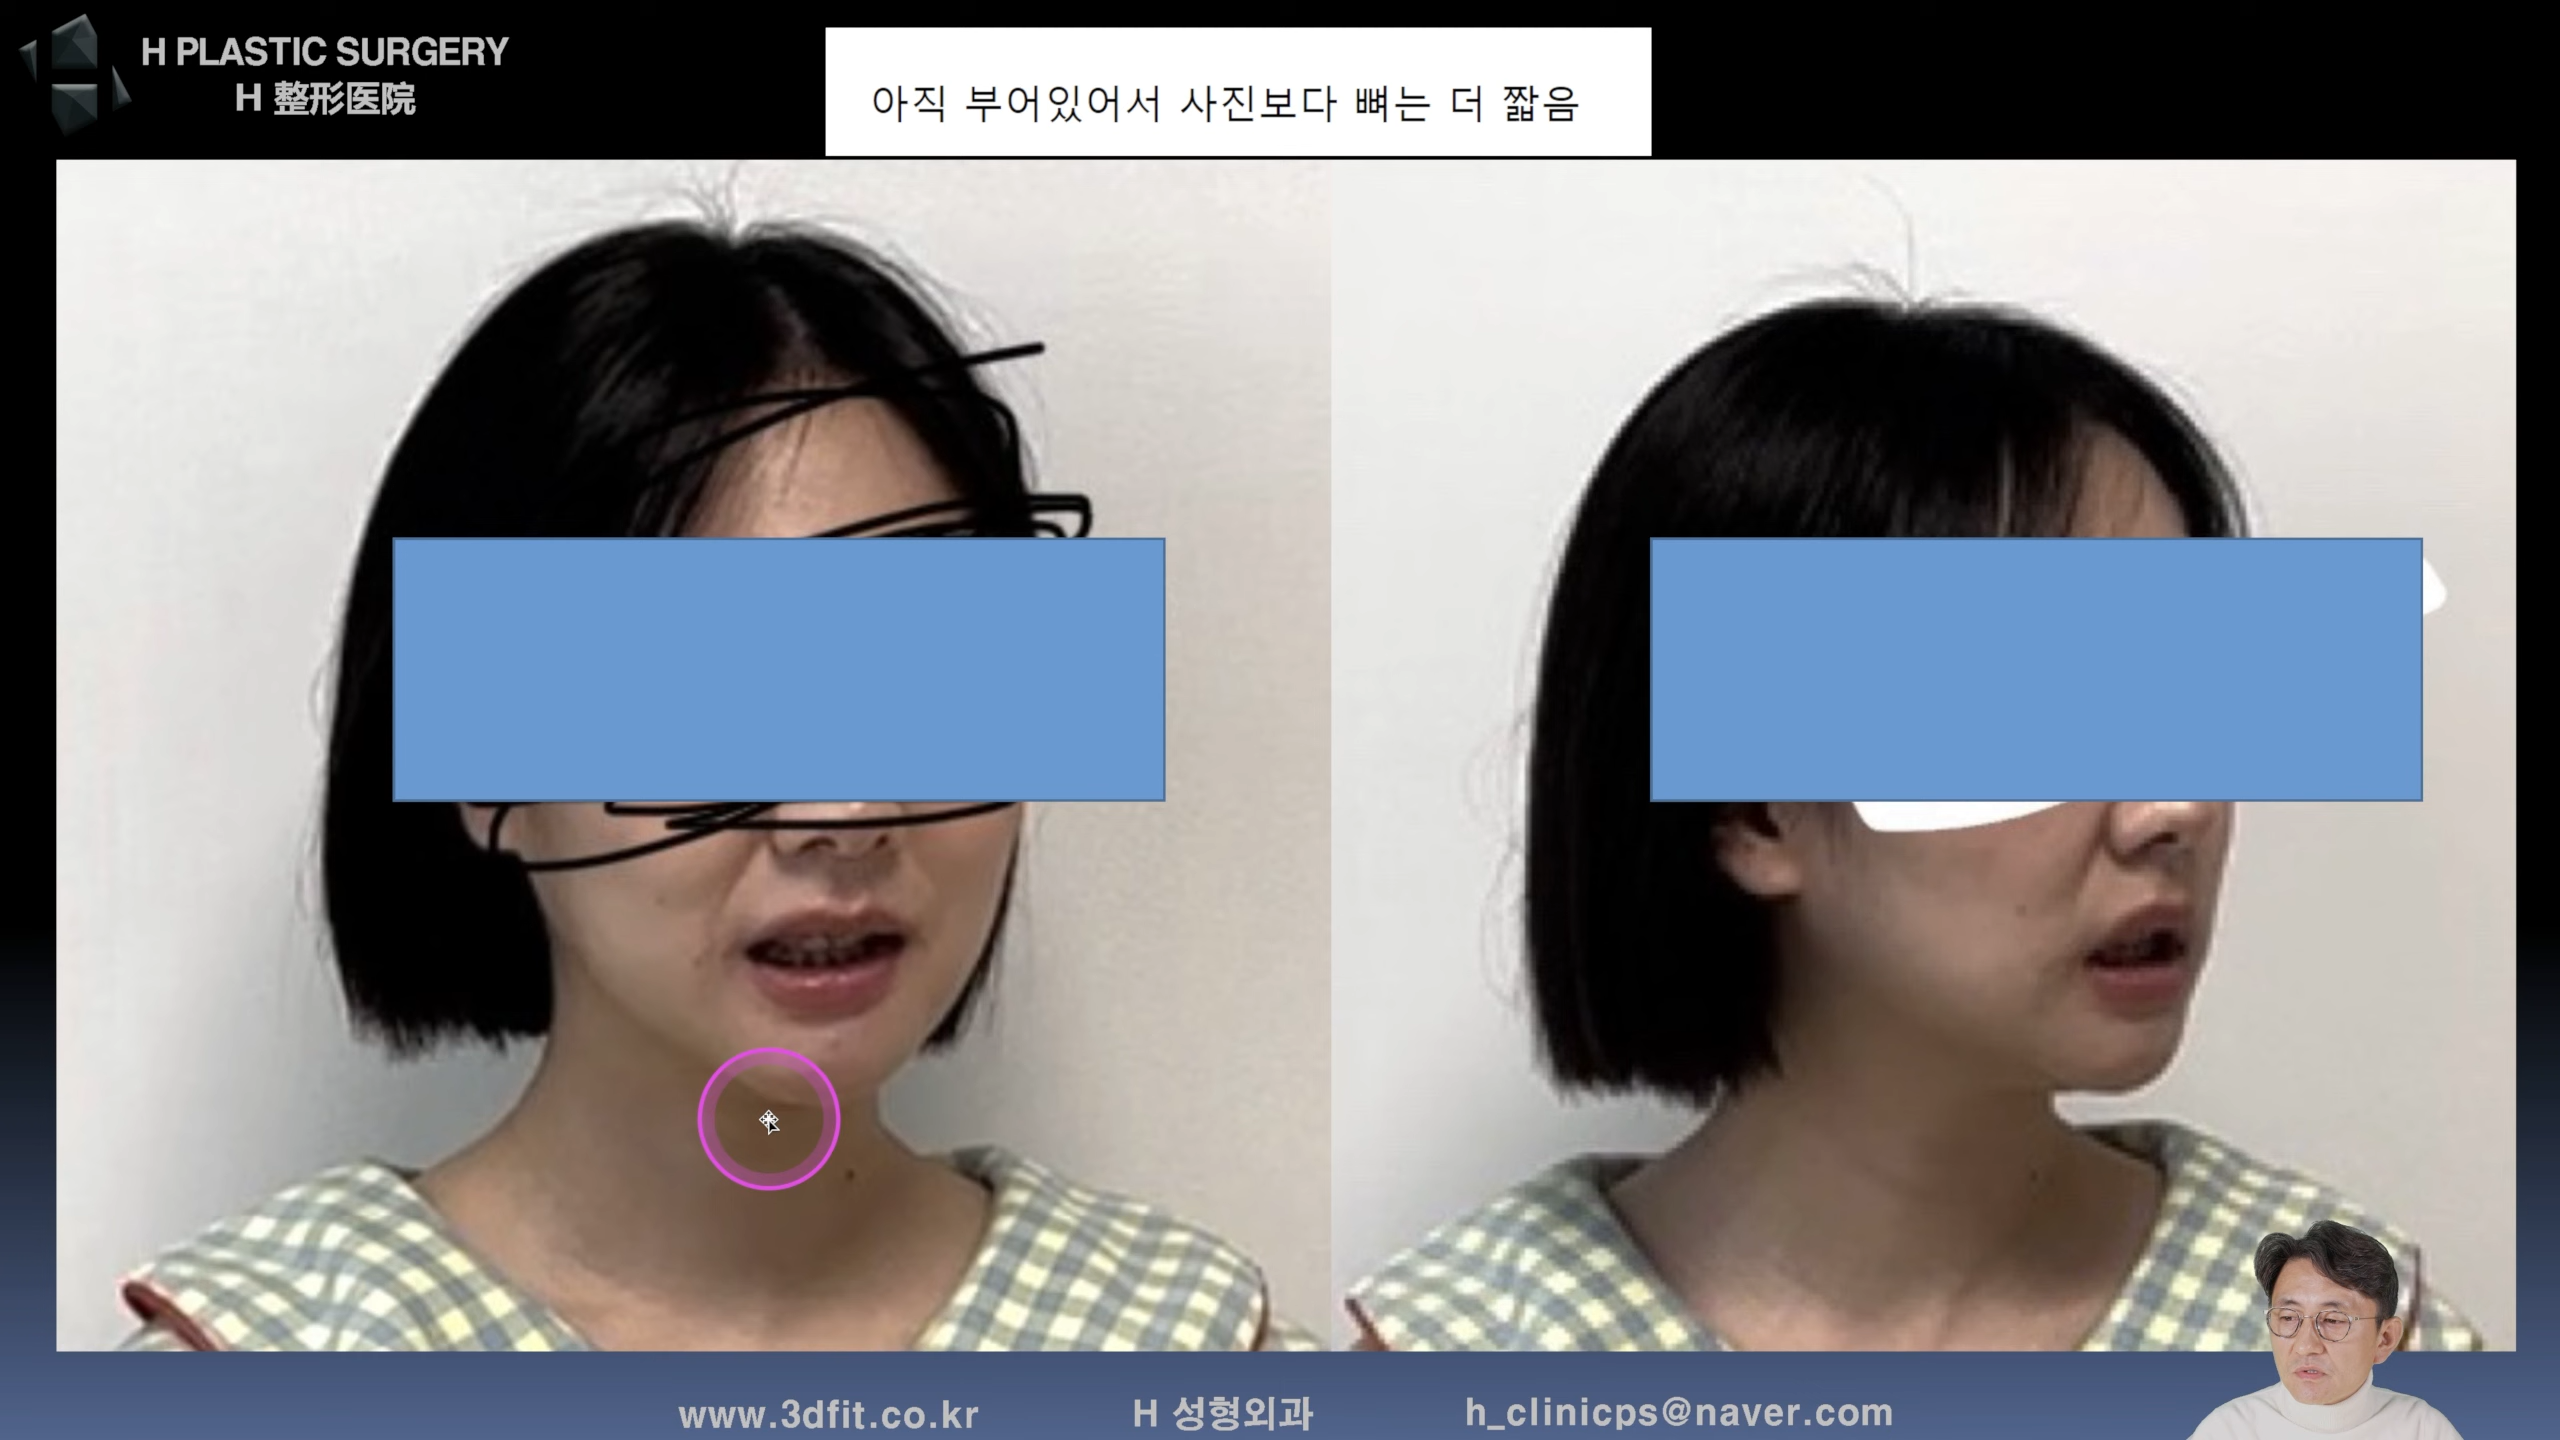 H PLASTIC SURGERY
H 整形医院
아직 부어있어서 사진보다 뼈는 더 짧음
www.3dfit.co.kr
H 성형외과
h_clinicps@naver.com